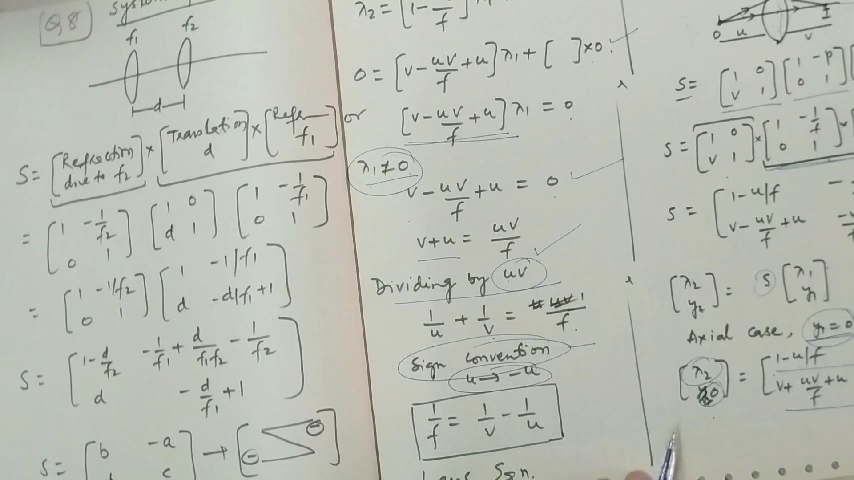 Q8
f1 f2
d
S = [Refraction due to f2] × [Translation d] × [Refr f1]
= [1 -1/f2 0 1] [1 0 d 1] [1 -1/f1 0 1]
= [1 -1/f2 0 1] [1 -1/f1 d -d/f1+1]
S = [1-d/f2 -1/f1 + d/f1f2 - 1/f2 d -d/f1+1]
S = [b -a c] →
λ2 = [1-
0 = [v - uv/f + u] λ1 + [ ] × 0
or [v - uv/f + u] λ1 = 0
λ1 ≠ 0
v - uv/f + u = 0
v + u = uv/f
Dividing by uv
1/u + 1/v = 1/f
Sign convention
u → -u
1/f = 1/v - 1/u
O u v I
S = [1 0 v 1] [1 -P 0 1]
S = [1 0 v 1] × [1 -1/f 0 1]
S = [1-u/f v - uv/f + u
[λ2 y2] = S [λ1 y1]
Axial case, y1 = 0
[λ2 0] = [1-u/f v + uv/f + u